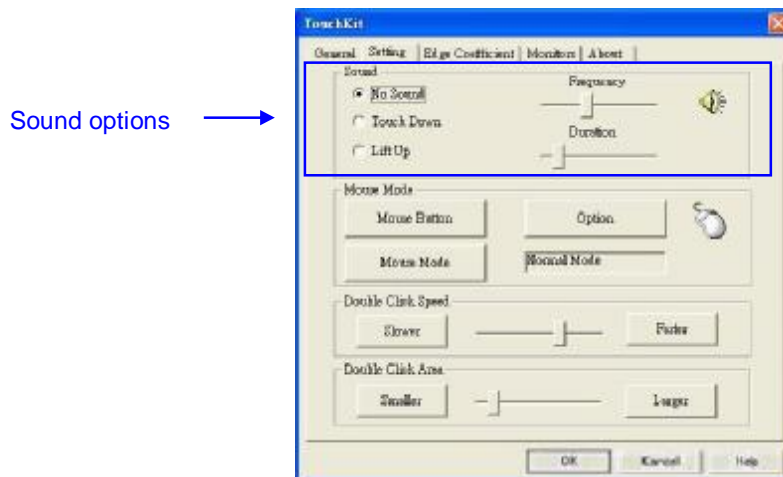 TouchKit
General Setting Edge Coefficient Monitors About
Sound
No Sound
Frequency
Sound options
Touch Down
Duration
Lift Up
Mouse Mode
Mouse Button Option
Mouse Mode Normal Mode
Double Click Speed
Slower Faster
Double Click Area
Smaller Larger
OK Cancel Help